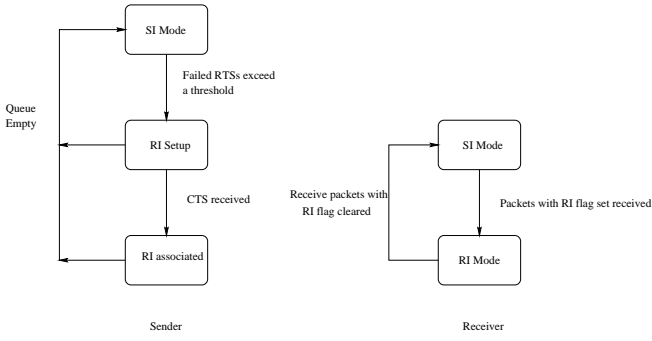 SI Mode
Failed RTSs exceed
a threshold
Queue
Empty
RI Setup
CTS received
RI associated
Sender
SI Mode
Receive packets with
RI flag cleared
Packets with RI flag set received
RI Mode
Receiver